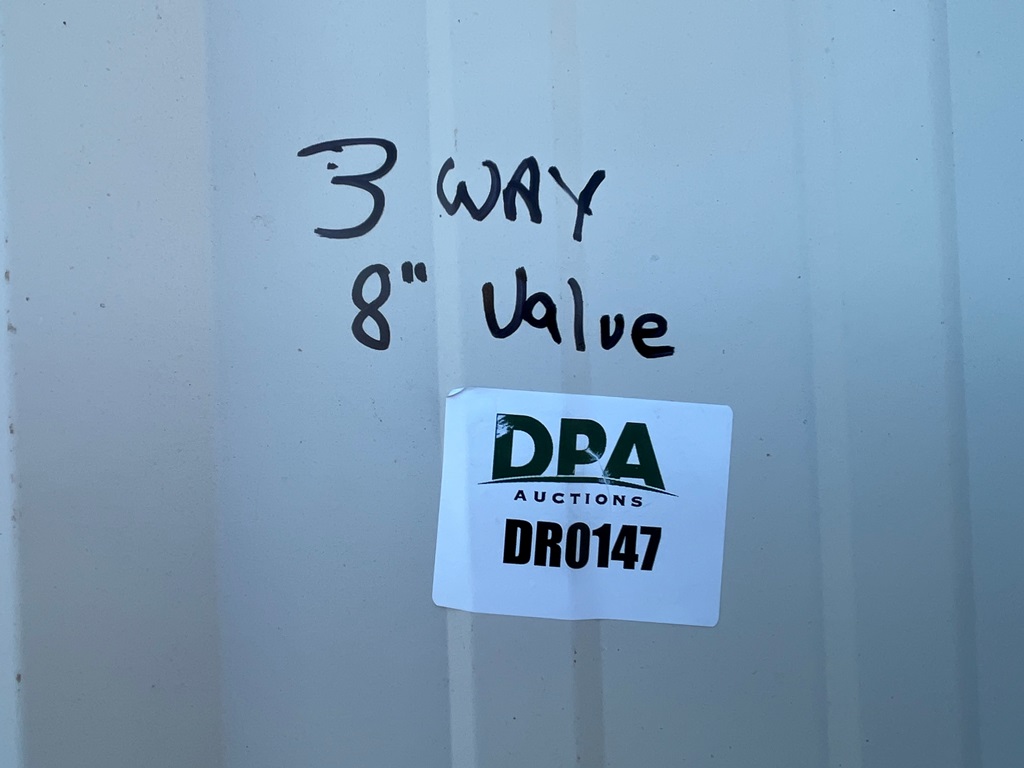 3 WAY
8" Valve
DPA
AUCTIONS
DR0147